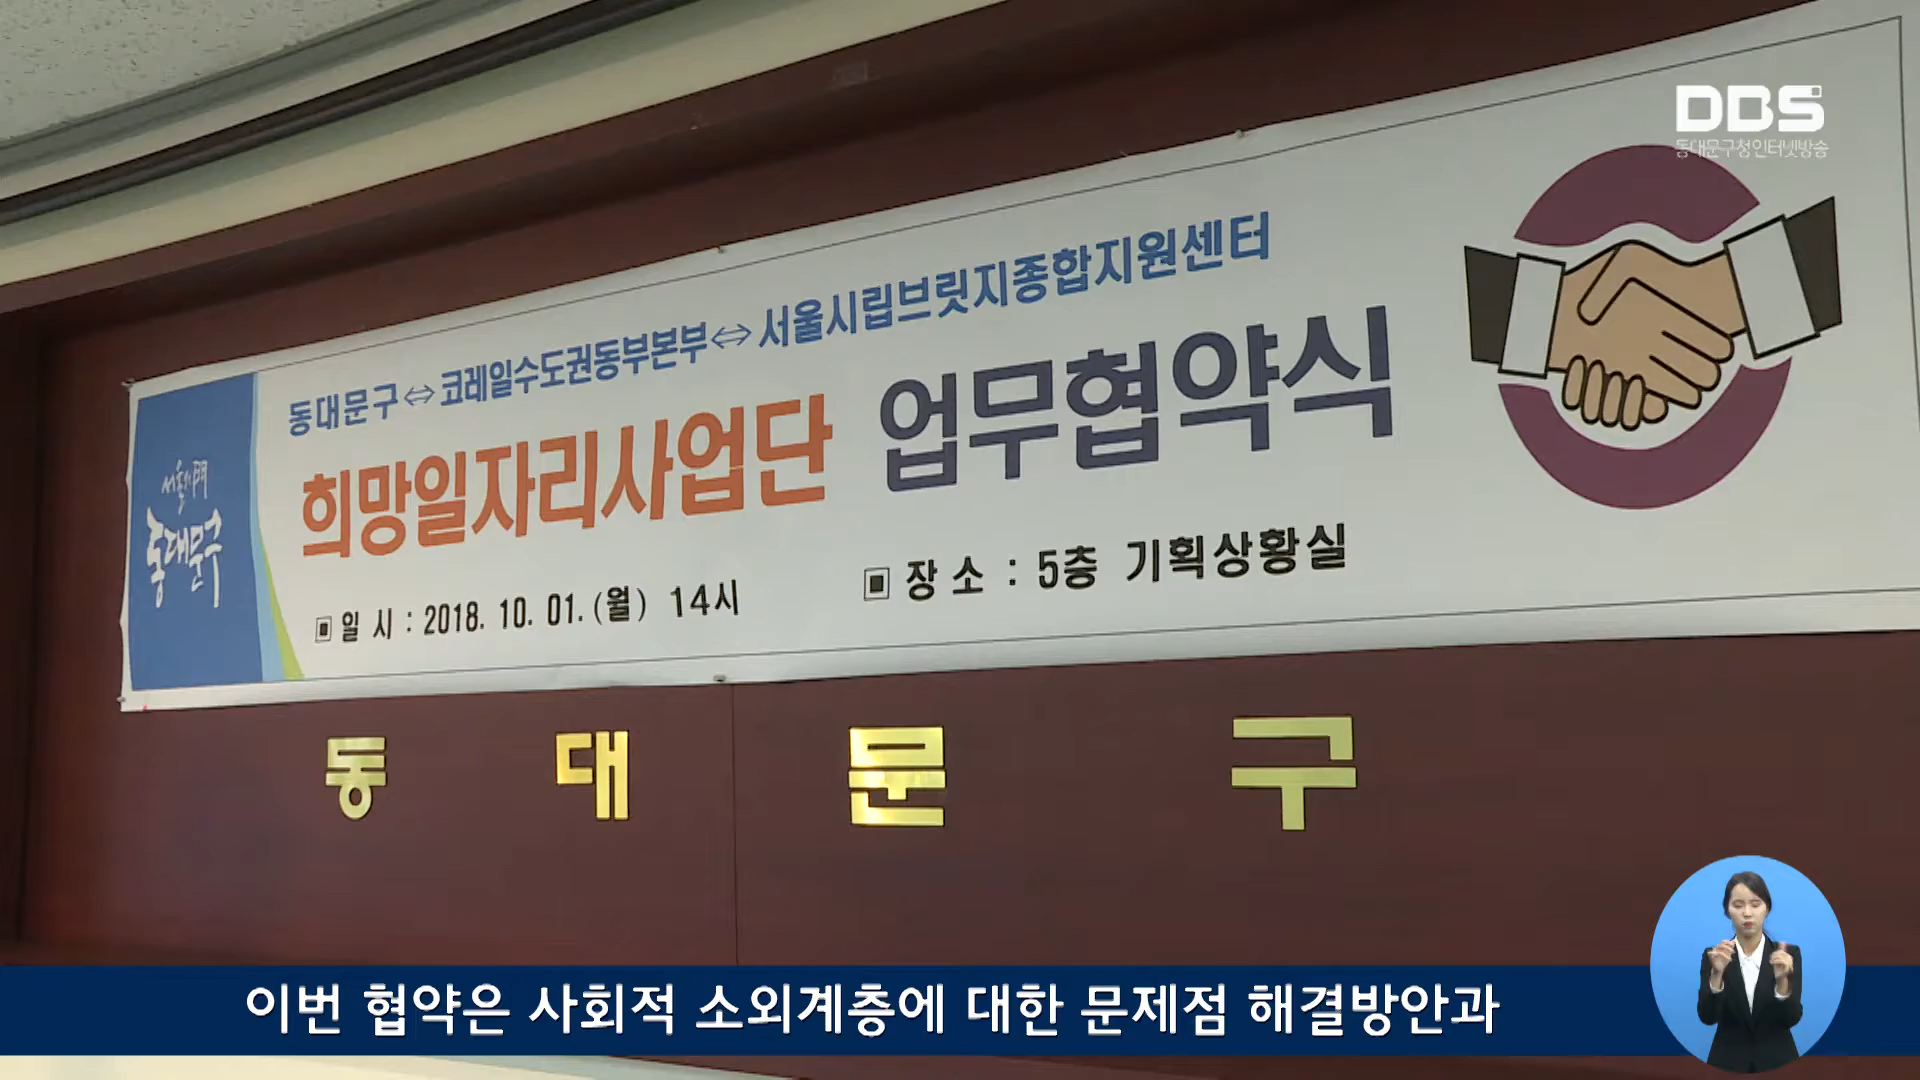 DBS
동대문구청인터넷방송
동대문구⇔코레일수도권동부본부⇔서울시립브릿지종합지원센터
희망일자리사업단 업무협약식
서울시門
동대문구
▣일 시 : 2018. 10. 01.(월) 14시
▣ 장 소 : 5층 기획상황실
동 대 문 구
이번 협약은 사회적 소외계층에 대한 문제점 해결방안과